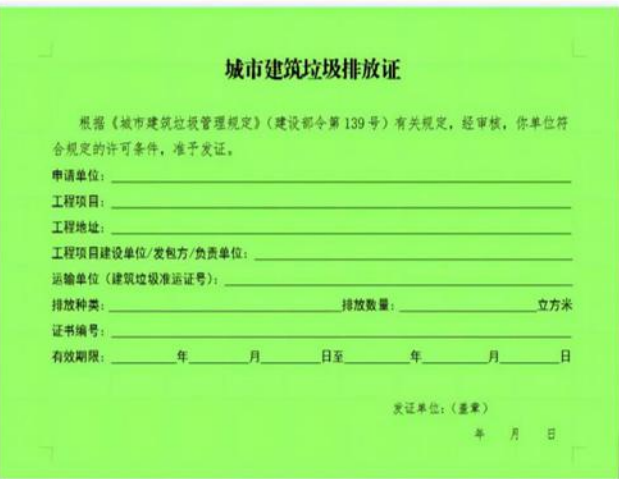 城市建筑垃圾排放证
根据《城市建筑垃圾管理规定》（建设部令第139号）有关规定，经审核，你单位符
合规定的许可条件，准予发证。
申请单位：
工程项目：
工程地址：
工程项目建设单位/发包方/负责单位：
运输单位（建筑垃圾准运证号）：
排放种类： 排放数量： 立方米
证书编号：
有效期限： 年 月 日至 年 月 日
发证单位：（盖章）
年 月 日